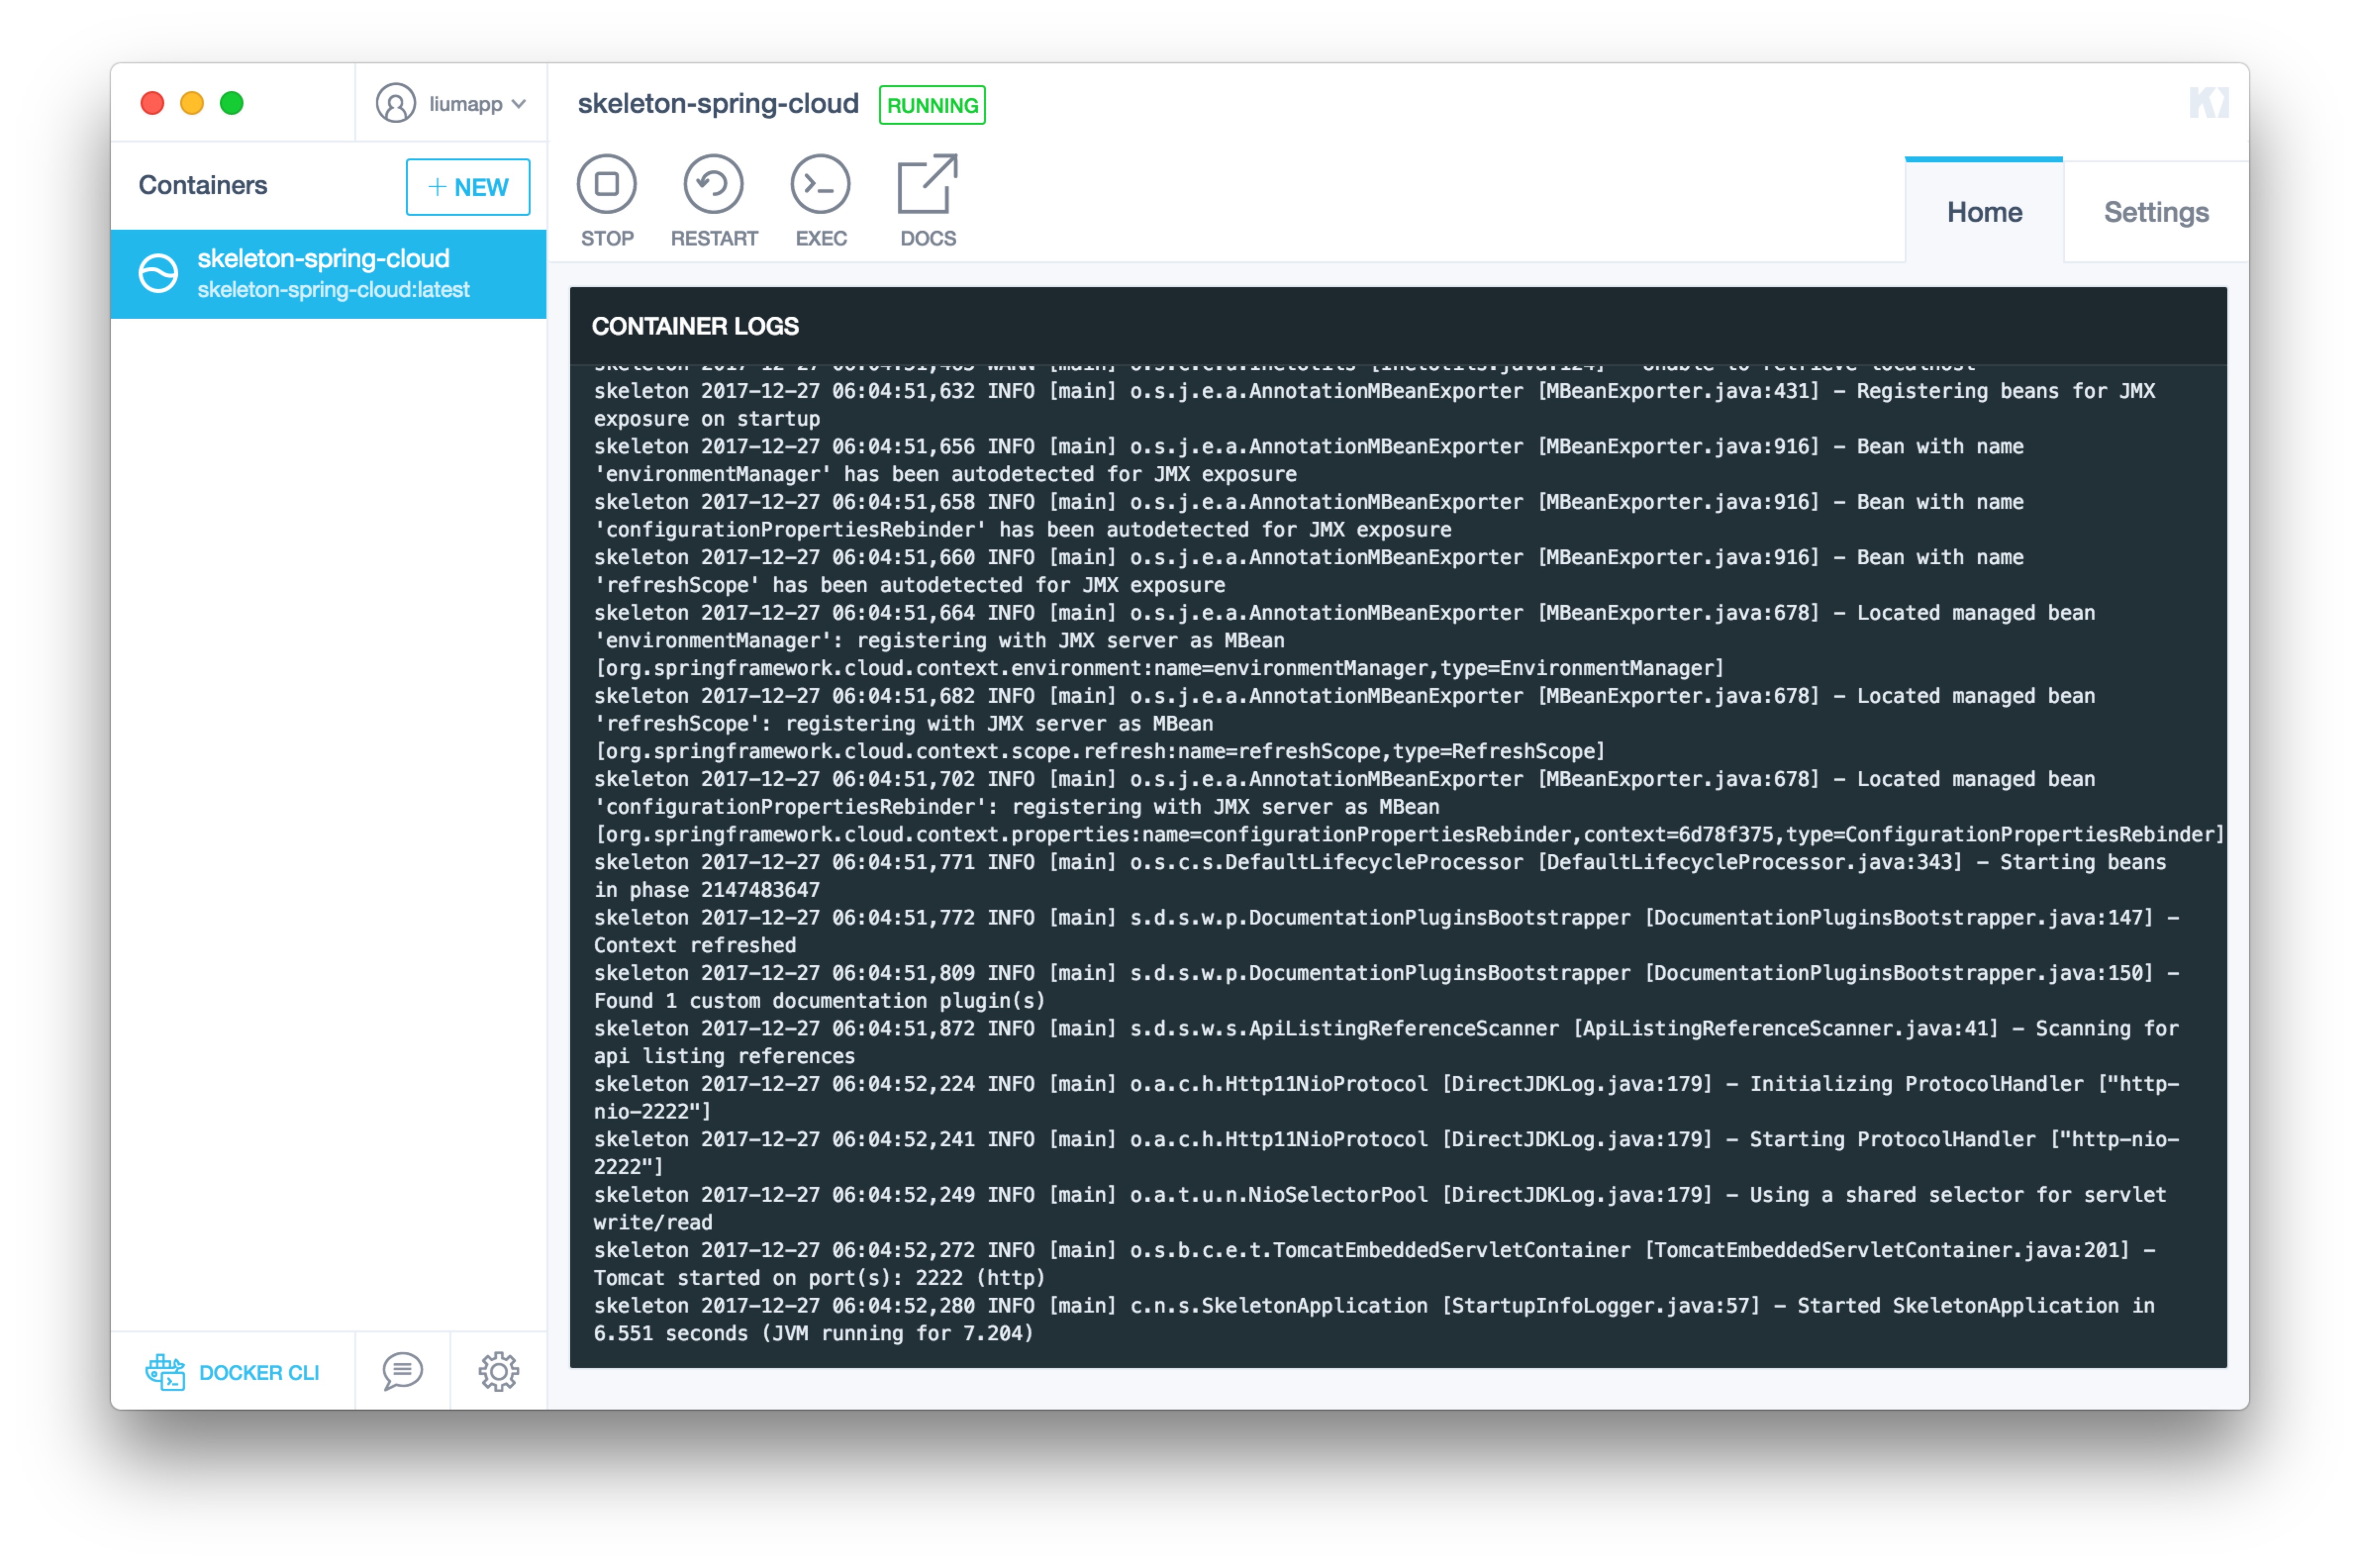 liumapp
skeleton-spring-cloud RUNNING
Containers
+ NEW
STOP RESTART EXEC DOCS
Home Settings
skeleton-spring-cloud
skeleton-spring-cloud:latest
CONTAINER LOGS
skeleton 2017-12-27 06:04:51,632 INFO [main] o.s.j.e.a.AnnotationMBeanExporter [MBeanExporter.java:431] - Registering beans for JMX
exposure on startup
skeleton 2017-12-27 06:04:51,656 INFO [main] o.s.j.e.a.AnnotationMBeanExporter [MBeanExporter.java:916] - Bean with name
'environmentManager' has been autodetected for JMX exposure
skeleton 2017-12-27 06:04:51,658 INFO [main] o.s.j.e.a.AnnotationMBeanExporter [MBeanExporter.java:916] - Bean with name
'configurationPropertiesRebinder' has been autodetected for JMX exposure
skeleton 2017-12-27 06:04:51,660 INFO [main] o.s.j.e.a.AnnotationMBeanExporter [MBeanExporter.java:916] - Bean with name
'refreshScope' has been autodetected for JMX exposure
skeleton 2017-12-27 06:04:51,664 INFO [main] o.s.j.e.a.AnnotationMBeanExporter [MBeanExporter.java:678] - Located managed bean
'environmentManager': registering with JMX server as MBean
[org.springframework.cloud.context.environment:name=environmentManager,type=EnvironmentManager]
skeleton 2017-12-27 06:04:51,682 INFO [main] o.s.j.e.a.AnnotationMBeanExporter [MBeanExporter.java:678] - Located managed bean
'refreshScope': registering with JMX server as MBean
[org.springframework.cloud.context.scope.refresh:name=refreshScope,type=RefreshScope]
skeleton 2017-12-27 06:04:51,702 INFO [main] o.s.j.e.a.AnnotationMBeanExporter [MBeanExporter.java:678] - Located managed bean
'configurationPropertiesRebinder': registering with JMX server as MBean
[org.springframework.cloud.context.properties:name=configurationPropertiesRebinder,context=6d78f375,type=ConfigurationPropertiesRebinder]
skeleton 2017-12-27 06:04:51,771 INFO [main] o.s.c.s.DefaultLifecycleProcessor [DefaultLifecycleProcessor.java:343] - Starting beans
in phase 2147483647
skeleton 2017-12-27 06:04:51,772 INFO [main] s.d.s.w.p.DocumentationPluginsBootstrapper [DocumentationPluginsBootstrapper.java:147] -
Context refreshed
skeleton 2017-12-27 06:04:51,809 INFO [main] s.d.s.w.p.DocumentationPluginsBootstrapper [DocumentationPluginsBootstrapper.java:150] -
Found 1 custom documentation plugin(s)
skeleton 2017-12-27 06:04:51,872 INFO [main] s.d.s.w.s.ApiListingReferenceScanner [ApiListingReferenceScanner.java:41] - Scanning for
api listing references
skeleton 2017-12-27 06:04:52,224 INFO [main] o.a.c.h.Http11NioProtocol [DirectJDKLog.java:179] - Initializing ProtocolHandler ["http-
nio-2222"]
skeleton 2017-12-27 06:04:52,241 INFO [main] o.a.c.h.Http11NioProtocol [DirectJDKLog.java:179] - Starting ProtocolHandler ["http-nio-
2222"]
skeleton 2017-12-27 06:04:52,249 INFO [main] o.a.t.u.n.NioSelectorPool [DirectJDKLog.java:179] - Using a shared selector for servlet
write/read
skeleton 2017-12-27 06:04:52,272 INFO [main] o.s.b.c.e.t.TomcatEmbeddedServletContainer [TomcatEmbeddedServletContainer.java:201] -
Tomcat started on port(s): 2222 (http)
skeleton 2017-12-27 06:04:52,280 INFO [main] c.n.s.SkeletonApplication [StartupInfoLogger.java:57] - Started SkeletonApplication in
6.551 seconds (JVM running for 7.204)
DOCKER CLI